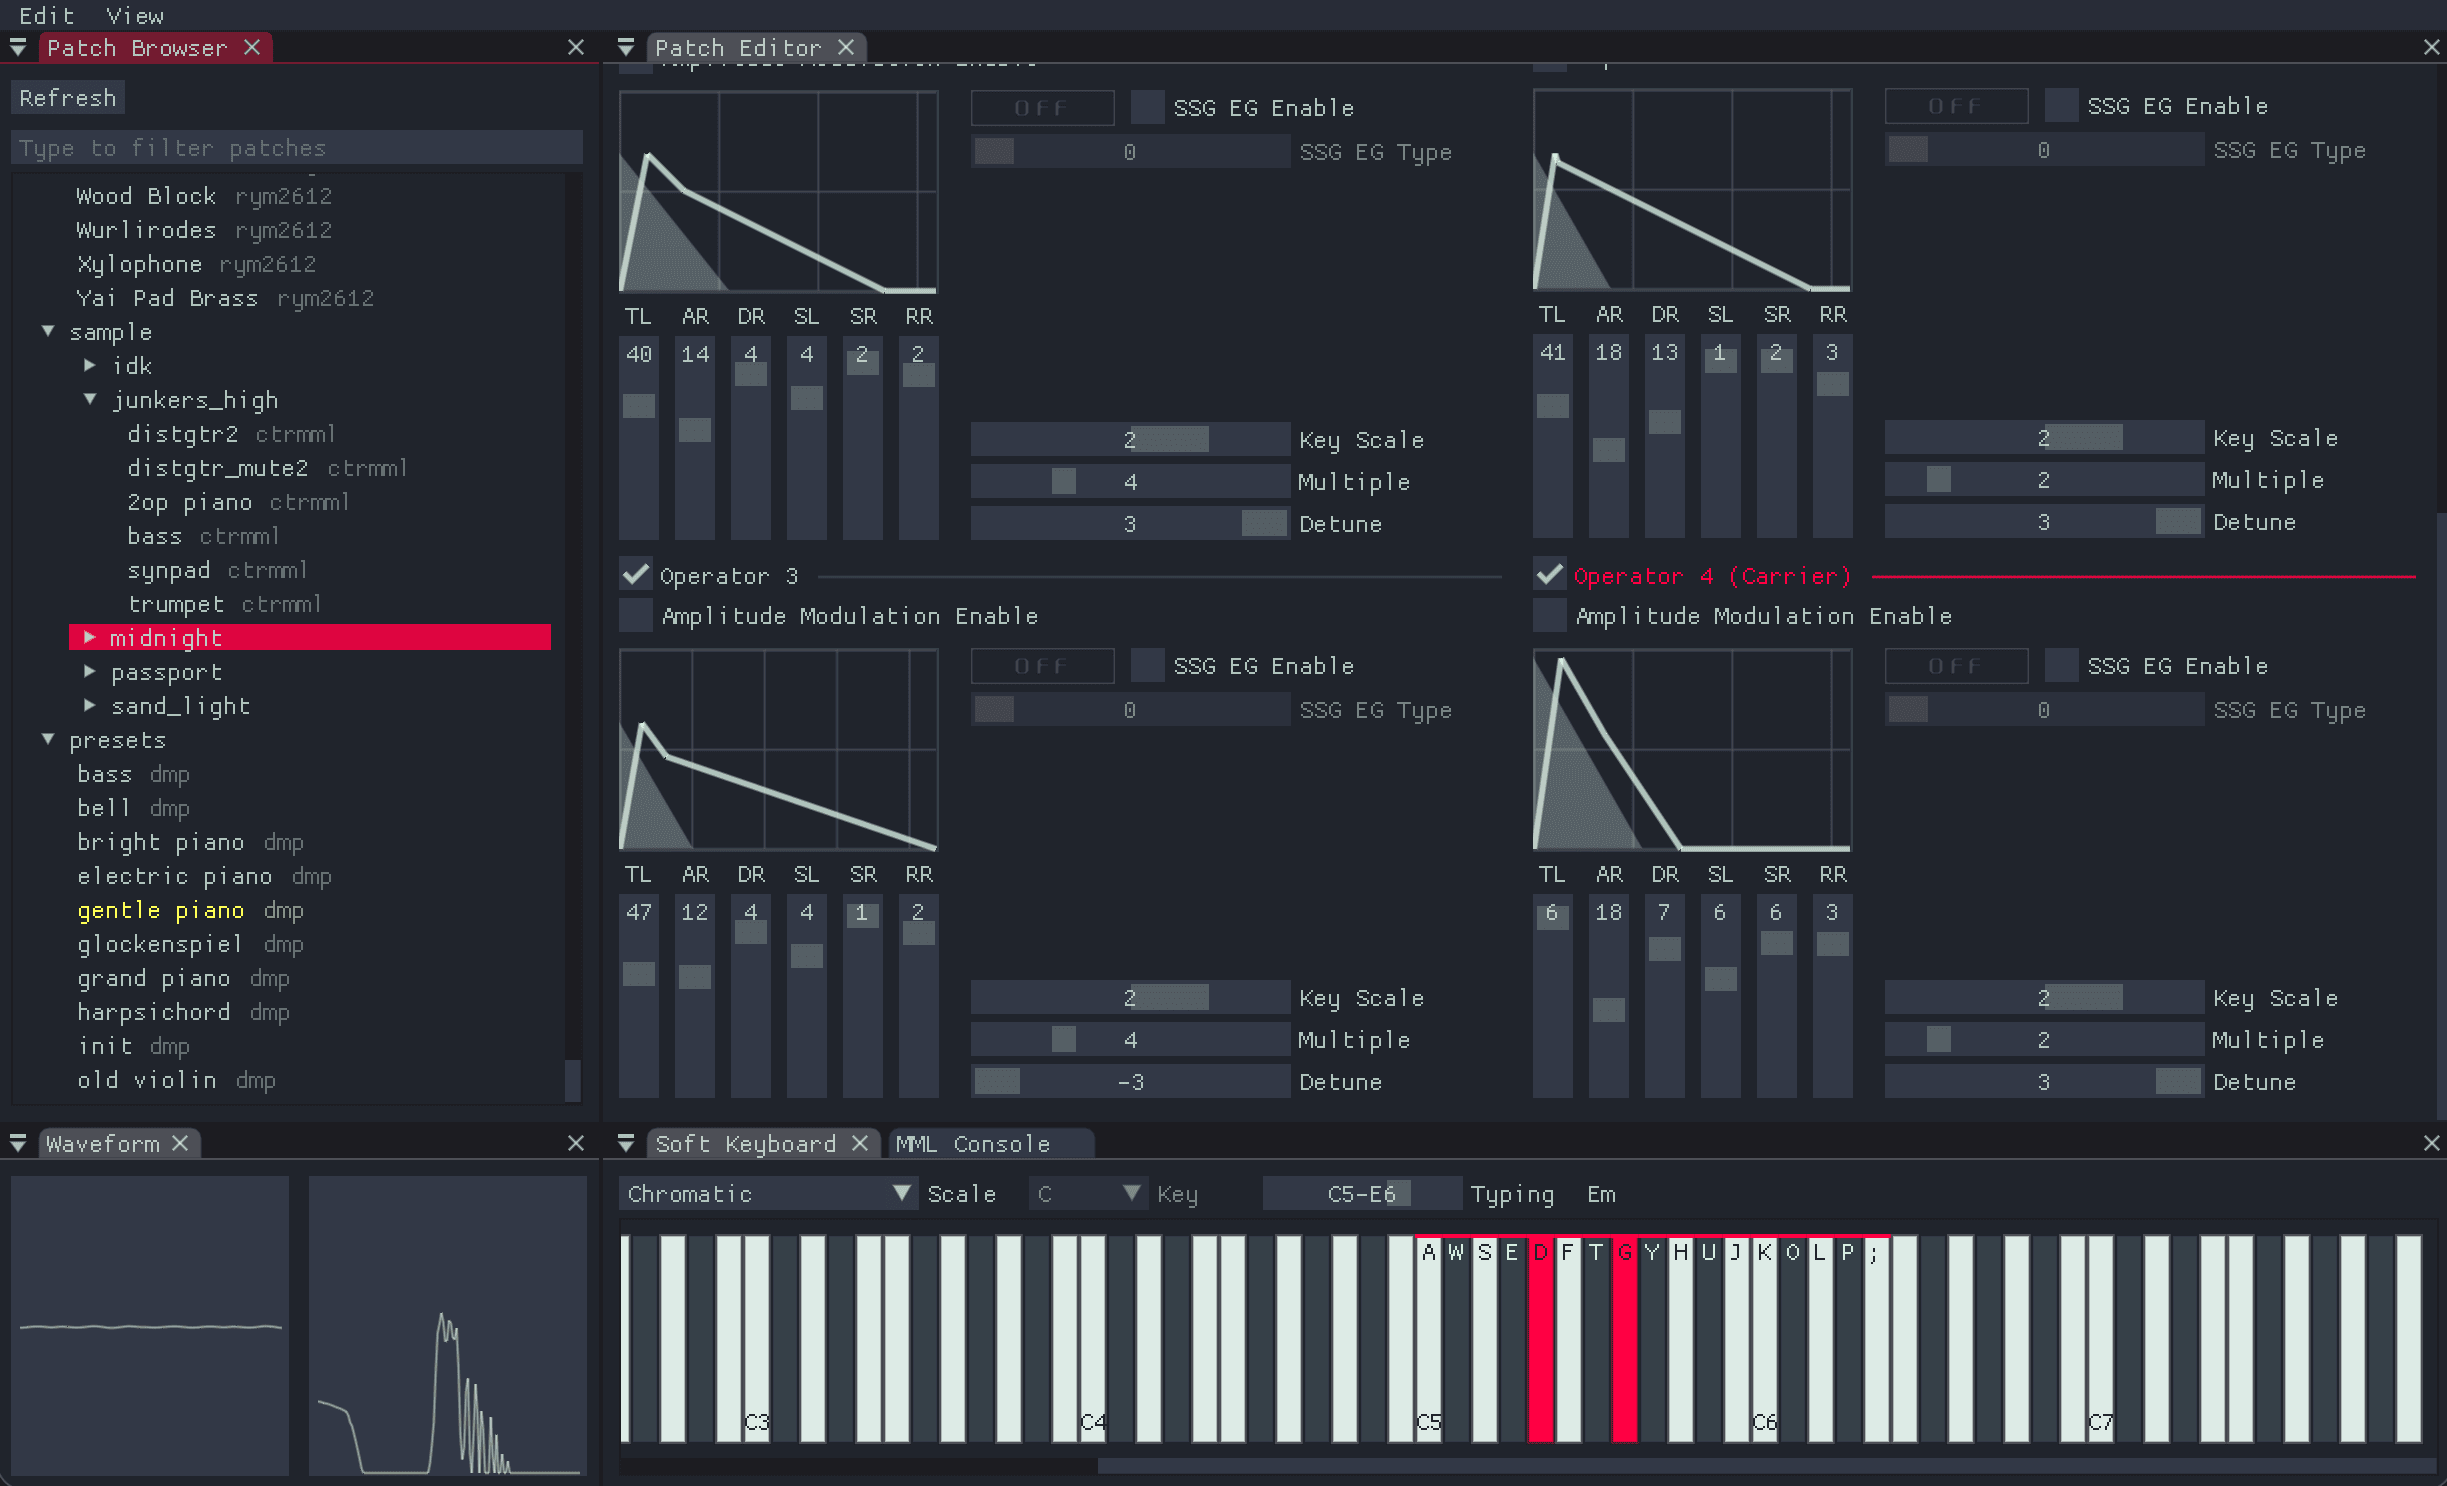 Edit View
Patch Browser
Refresh
Type to filter patches
Wood Block rym2612
Wurlirodes rym2612
Xylophone rym2612
Yai Pad Brass rym2612
sample
idk
junkers_high
distgtr2 ctrmml
distgtr_mute2 ctrmml
2op piano ctrmml
bass ctrmml
synpad ctrmml
trumpet ctrmml
midnight
passport
sand_light
presets
bass dmp
bell dmp
bright piano dmp
electric piano dmp
gentle piano dmp
glockenspiel dmp
grand piano dmp
harpsichord dmp
init dmp
old violin dmp
Patch Editor
Amplitude Modulation Enable
OFF SSG EG Enable
0 SSG EG Type
TL AR DR SL SR RR
40 14 4 4 2 2
2 Key Scale
4 Multiple
3 Detune
OFF SSG EG Enable
0 SSG EG Type
TL AR DR SL SR RR
41 18 13 1 2 3
2 Key Scale
2 Multiple
3 Detune
Operator 3
Amplitude Modulation Enable
OFF SSG EG Enable
0 SSG EG Type
TL AR DR SL SR RR
47 12 4 4 1 2
2 Key Scale
4 Multiple
-3 Detune
Operator 4 (Carrier)
Amplitude Modulation Enable
OFF SSG EG Enable
0 SSG EG Type
TL AR DR SL SR RR
6 18 7 6 6 3
2 Key Scale
2 Multiple
3 Detune
Waveform
Soft Keyboard MML Console
Chromatic Scale C Key C5-E6 Typing Em
A W S E D F T G Y H U J K O L P ;
C3 C4 C5 C6 C7